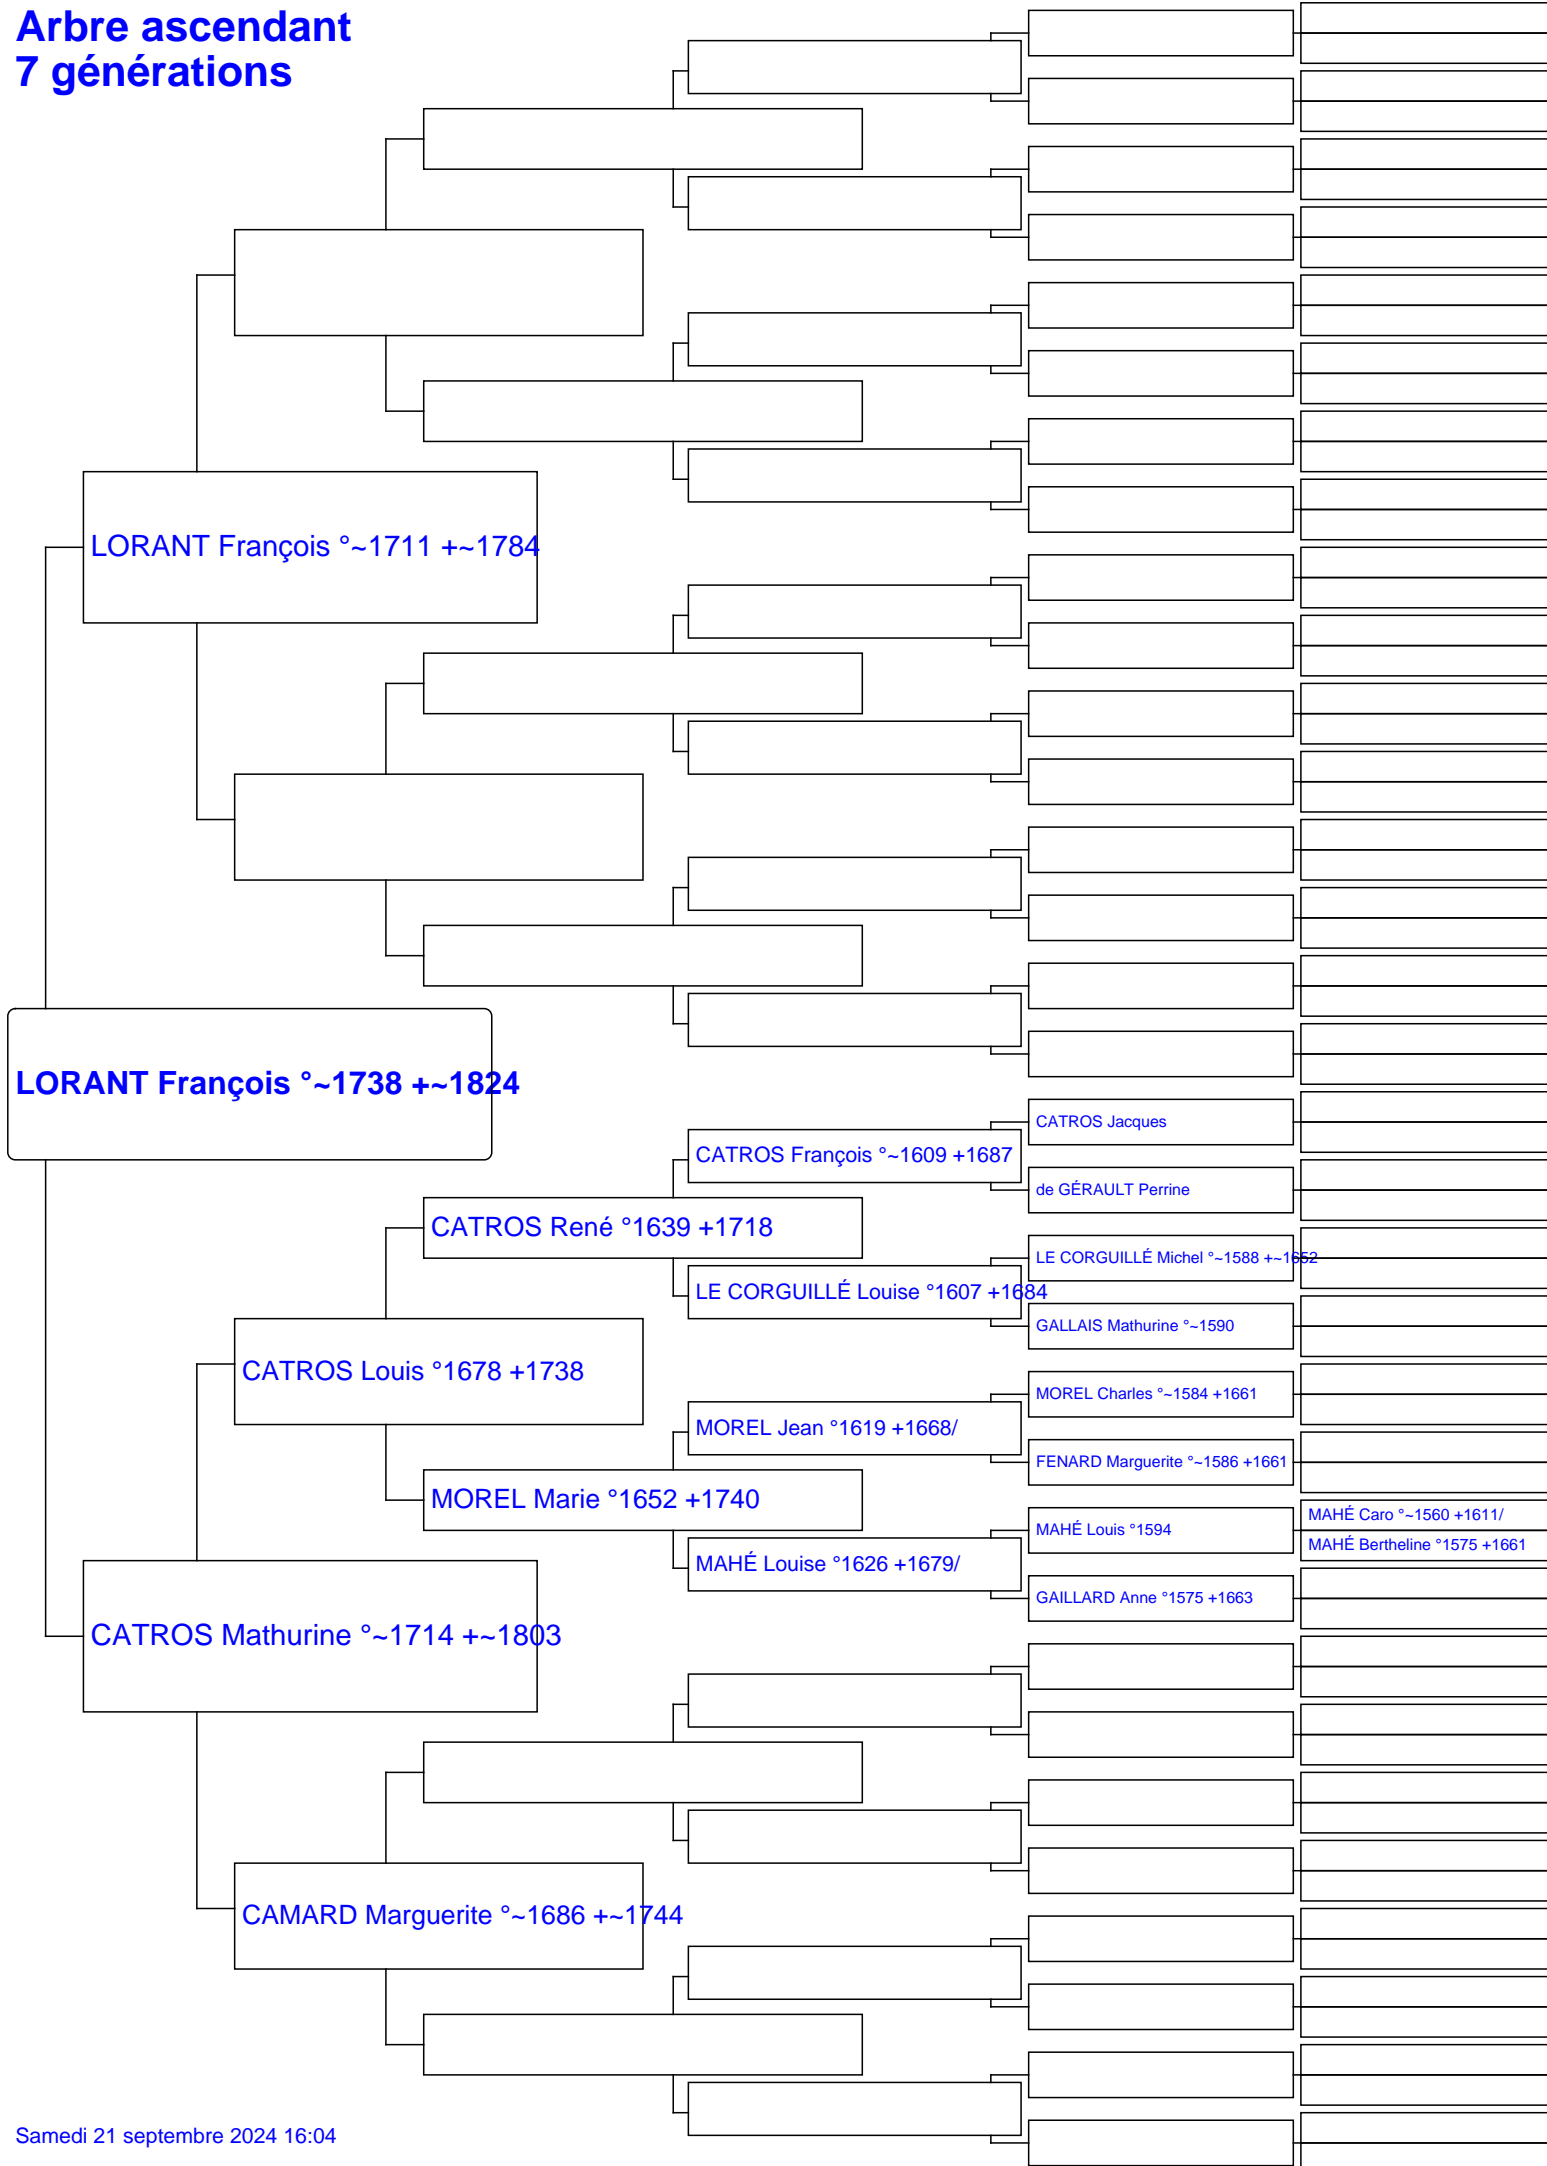 Arbre ascendant
7 générations
LORANT François °~1711 +~1784
LORANT François °~1738 +~1824
CATROS Jacques
CATROS François °~1609 +1687
de GÉRAULT Perrine
CATROS René °1639 +1718
LE CORGUILLÉ Michel °~1588 +~1652
LE CORGUILLÉ Louise °1607 +1684
GALLAIS Mathurine °~1590
CATROS Louis °1678 +1738
MOREL Charles °~1584 +1661
MOREL Jean °1619 +1668/
FENARD Marguerite °~1586 +1661
MOREL Marie °1652 +1740
MAHÉ Caro °~1560 +1611/
MAHÉ Louis °1594
MAHÉ Bertheline °1575 +1661
MAHÉ Louise °1626 +1679/
GAILLARD Anne °1575 +1663
CATROS Mathurine °~1714 +~1803
CAMARD Marguerite °~1686 +~1744
Samedi 21 septembre 2024 16:04